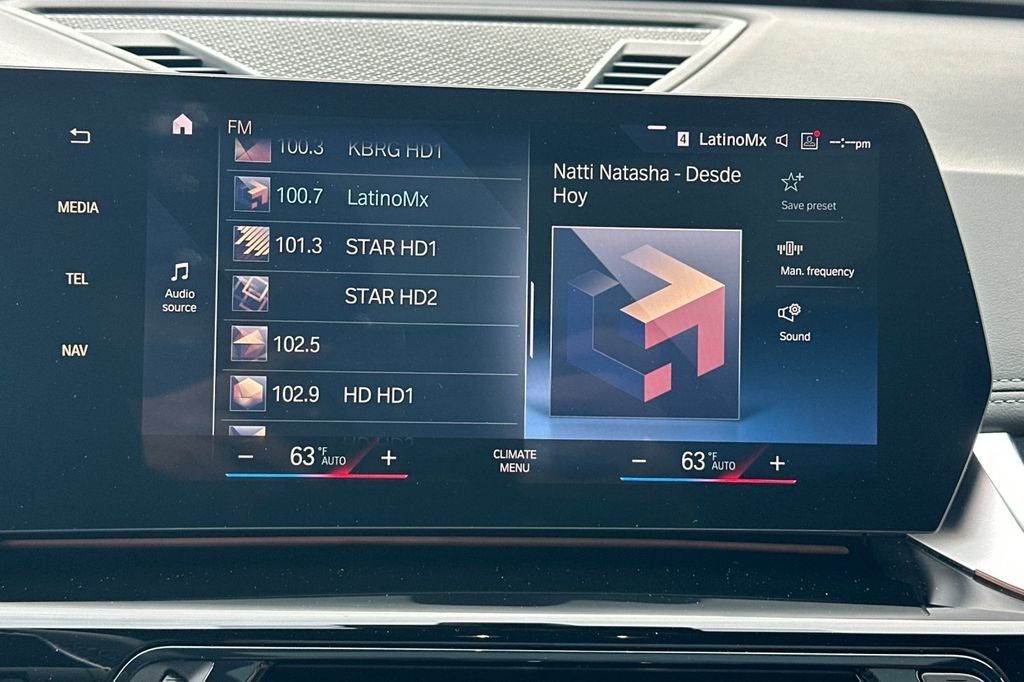 FM
4 LatinoMx --:--pm
MEDIA
TEL
NAV
Audio
source
100.3 KBRG HD1
100.7 LatinoMx
101.3 STAR HD1
STAR HD2
102.5
102.9 HD HD1
HD HD2
Natti Natasha - Desde
Hoy
Save preset
Man. frequency
Sound
− 63°F AUTO +
CLIMATE
MENU
− 63°F AUTO +